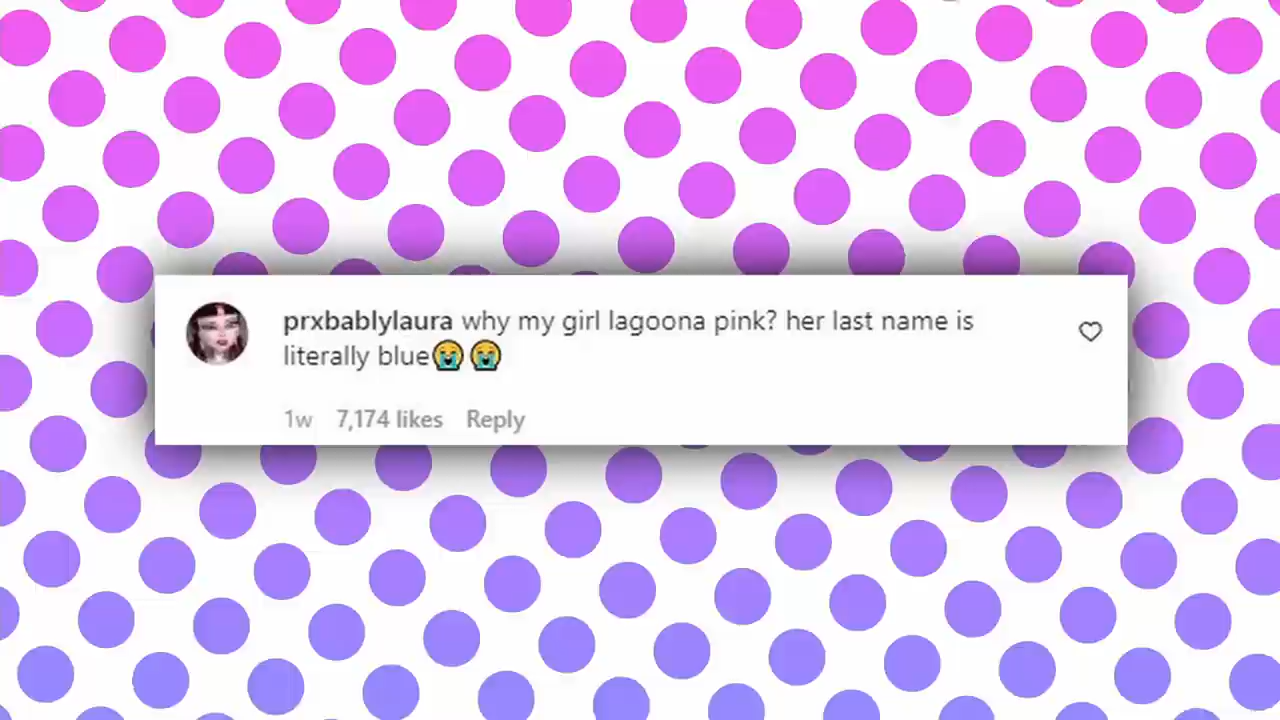 prxbablylaura why my girl lagoona pink? her last name is
literally blue😭😭
1w 7,174 likes Reply